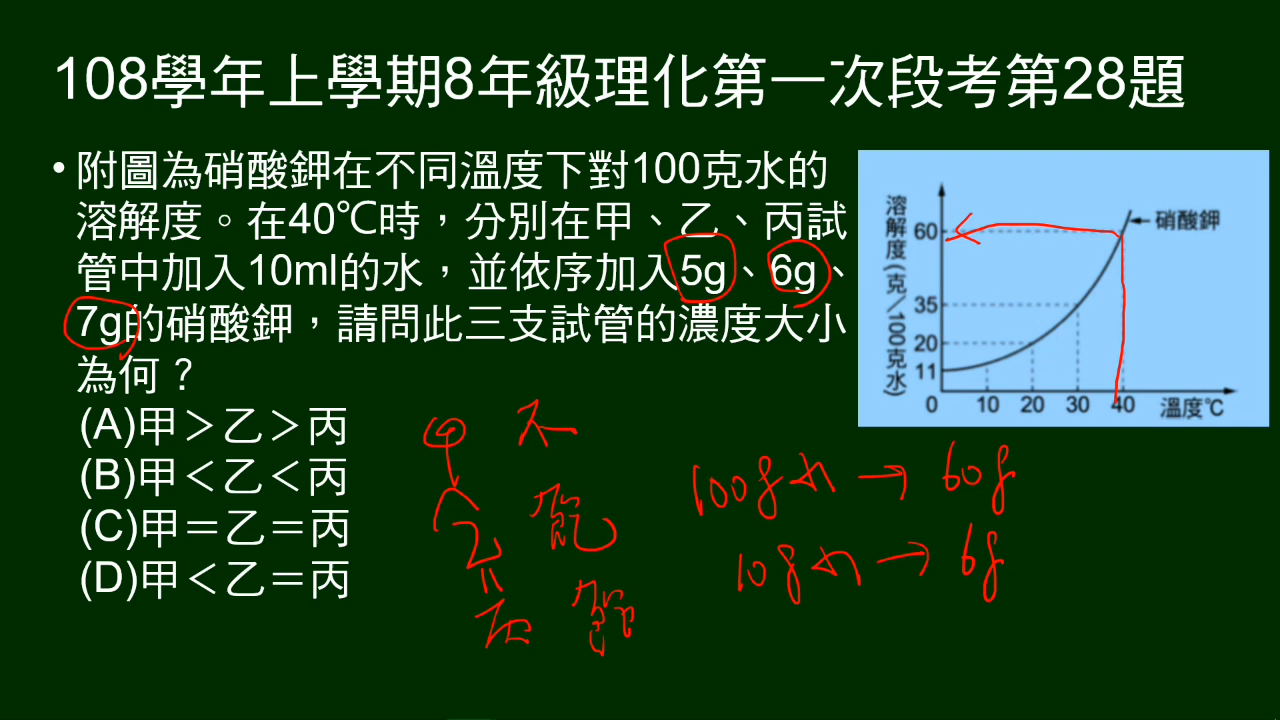 108學年上學期8年級理化第一次段考第28題
• 附圖為硝酸鉀在不同溫度下對100克水的
溶解度。在40℃時，分別在甲、乙、丙試
管中加入10ml的水，並依序加入5g、6g、
7g的硝酸鉀，請問此三支試管的濃度大小
為何？
(A)甲＞乙＞丙
(B)甲＜乙＜丙
(C)甲＝乙＝丙
(D)甲＜乙＝丙
溶解度(克／100克水)
60
35
20
11
0 10 20 30 40 溫度℃
硝酸鉀
甲 不
乙 飽
丙 飽
100g水→60g
10g水→6g